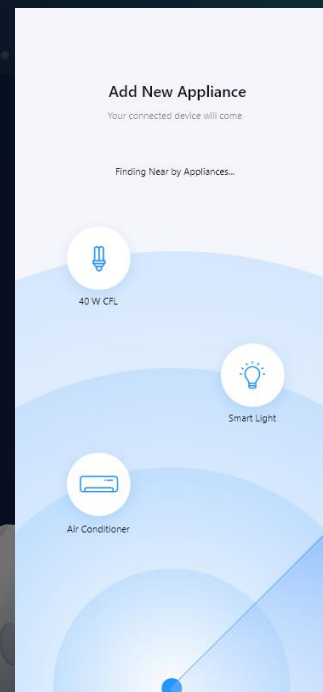 Add New Appliance
Your connected device will come
Finding Near by Appliances...
40 W CFL
Smart Light
Air Conditioner